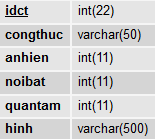 idct int(22)
congthuc varchar(50)
anhien int(11)
noibat int(11)
quantam int(11)
hinh varchar(500)